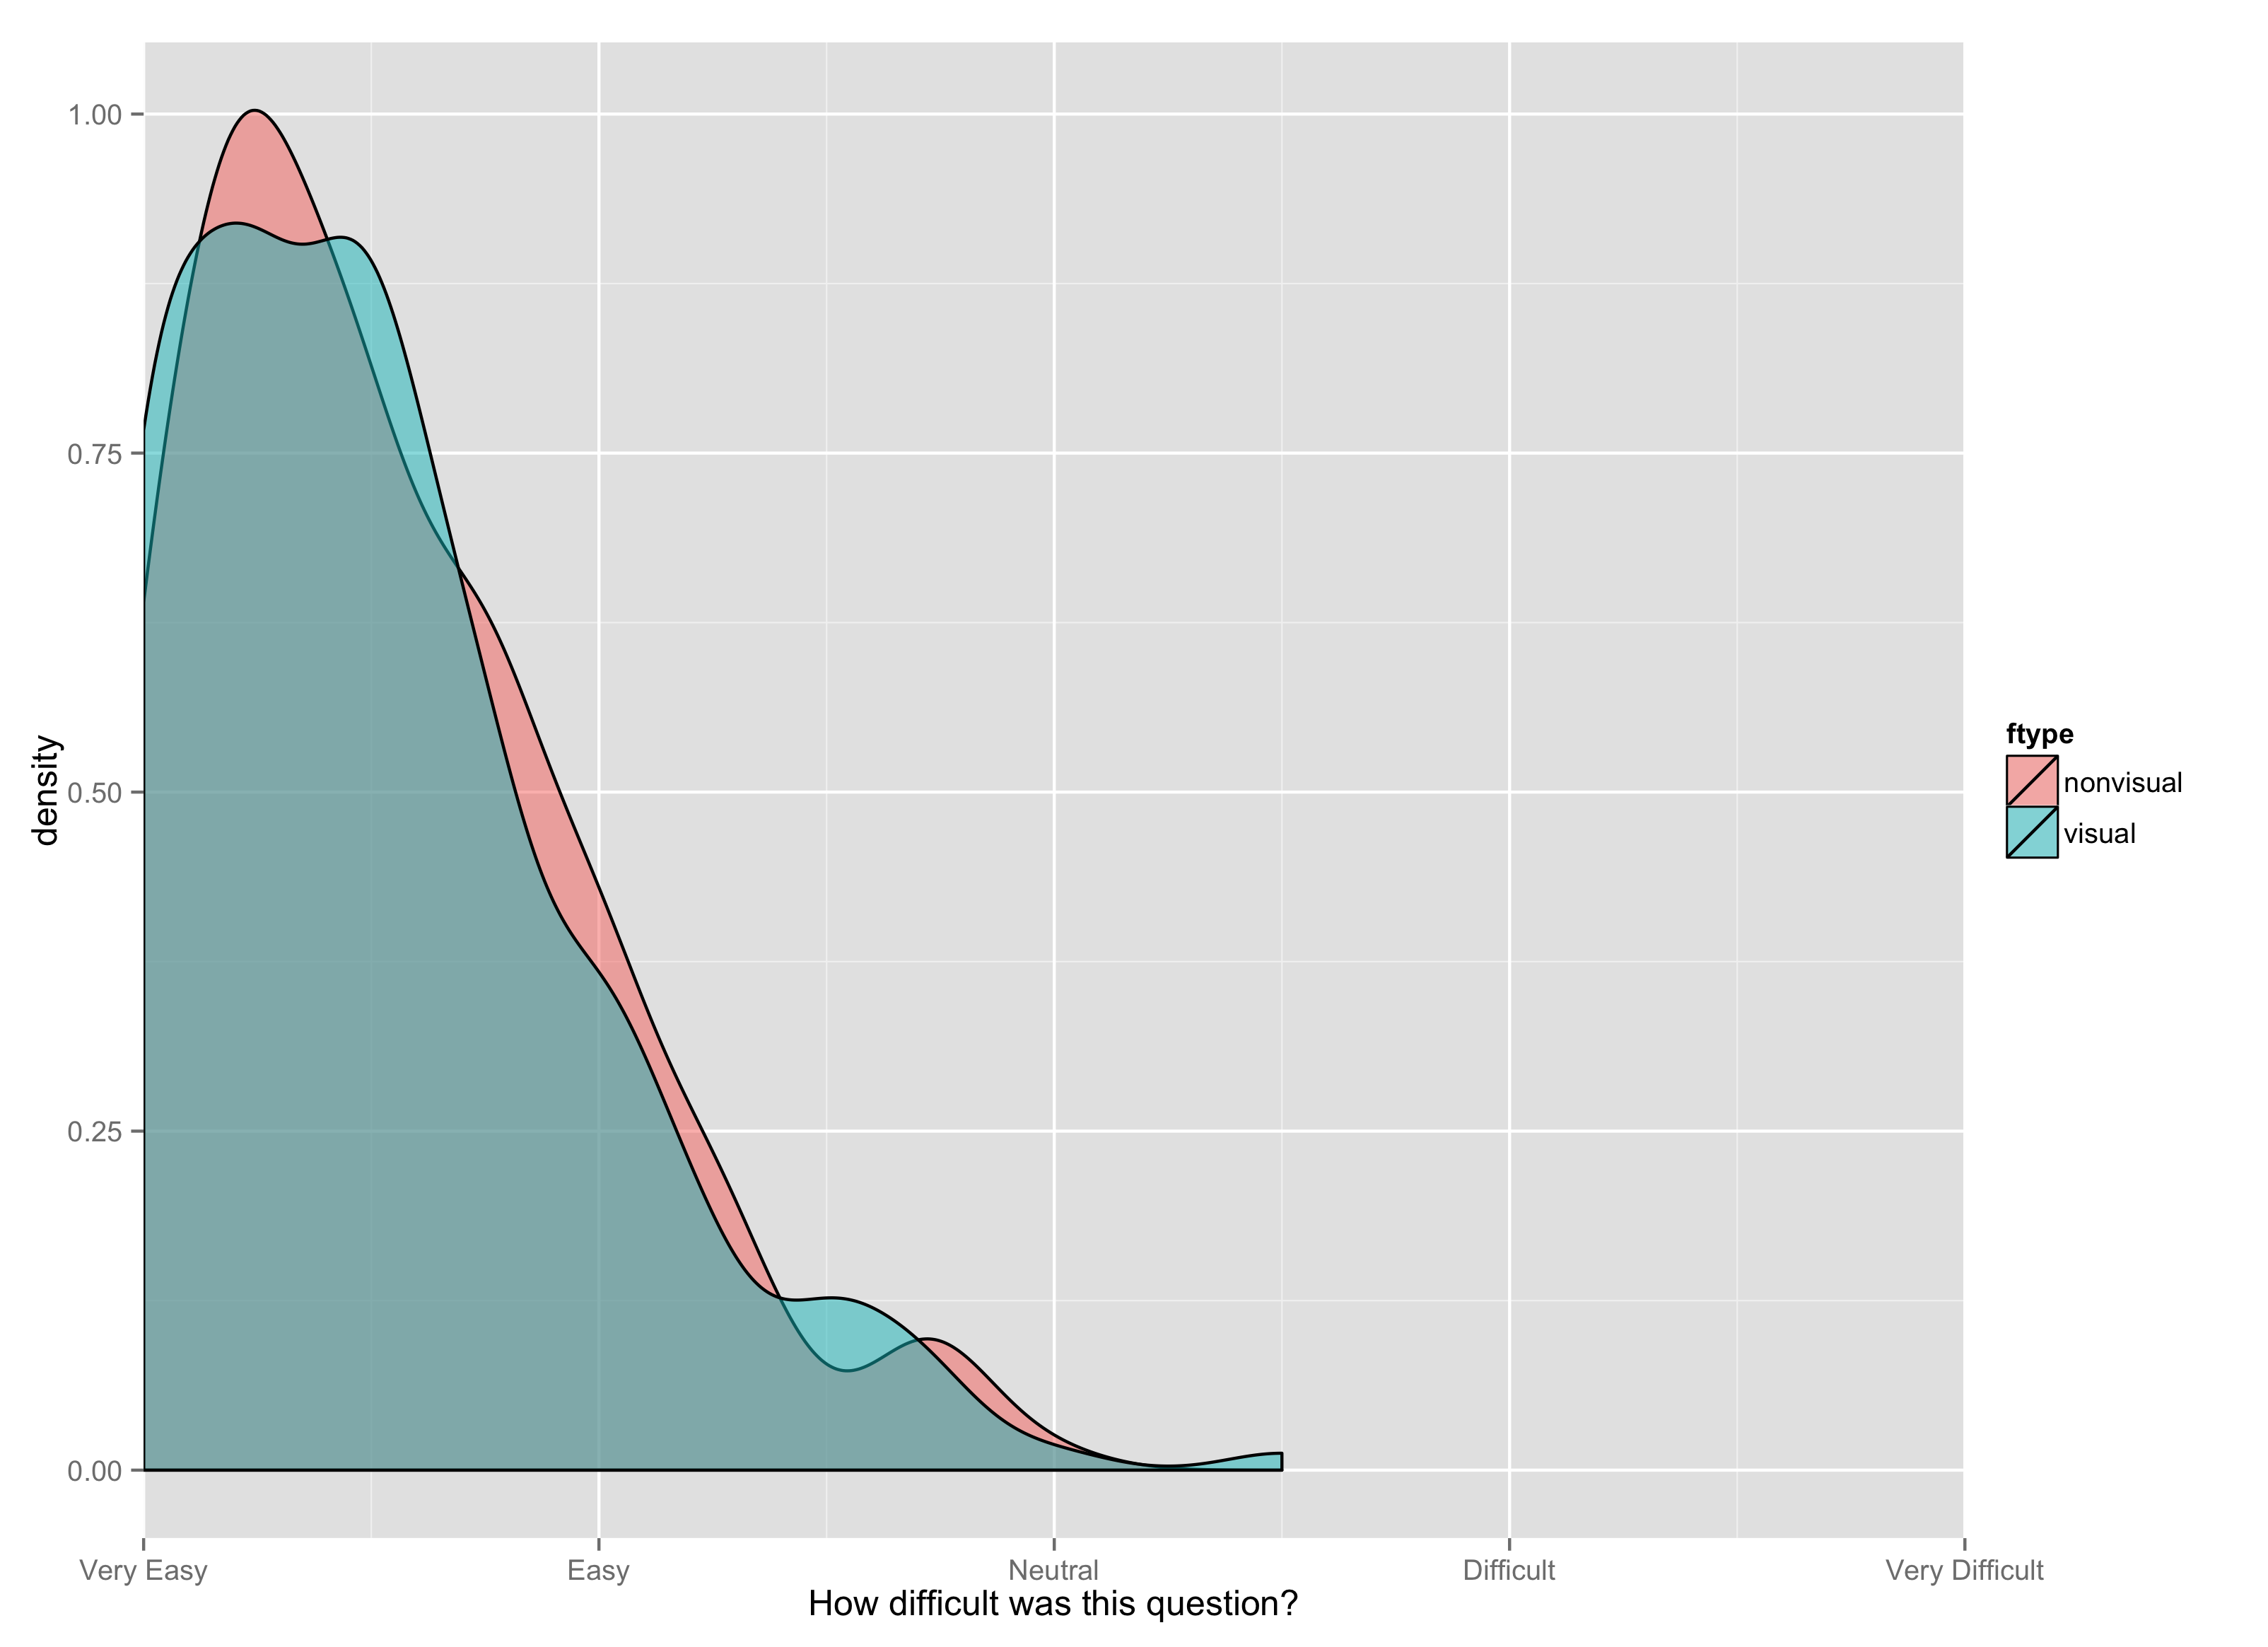 1.00
0.75
0.50
0.25
0.00
density
Very Easy
Easy
Neutral
Difficult
Very Difficult
How difficult was this question?
ftype
nonvisual
visual